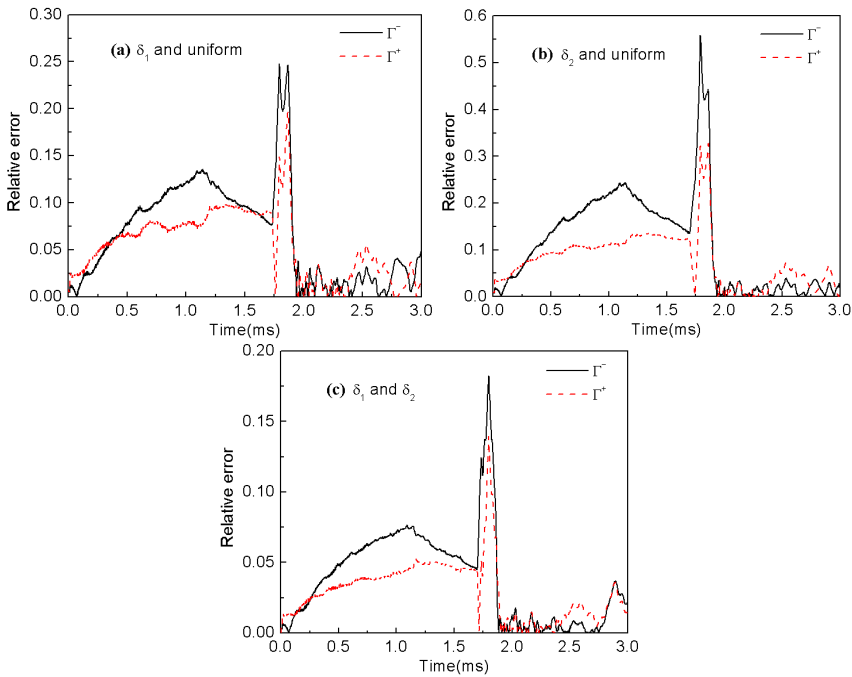 (a) δ₁ and uniform
Γ⁻
Γ⁺
Relative error
0.30
0.25
0.20
0.15
0.10
0.05
0.00
0.0 0.5 1.0 1.5 2.0 2.5 3.0
Time(ms)
(b) δ₂ and uniform
Γ⁻
Γ⁺
Relative error
0.6
0.5
0.4
0.3
0.2
0.1
0.0
0.0 0.5 1.0 1.5 2.0 2.5 3.0
Time(ms)
(c) δ₁ and δ₂
Γ⁻
Γ⁺
Relative error
0.20
0.15
0.10
0.05
0.00
0.0 0.5 1.0 1.5 2.0 2.5 3.0
Time(ms)